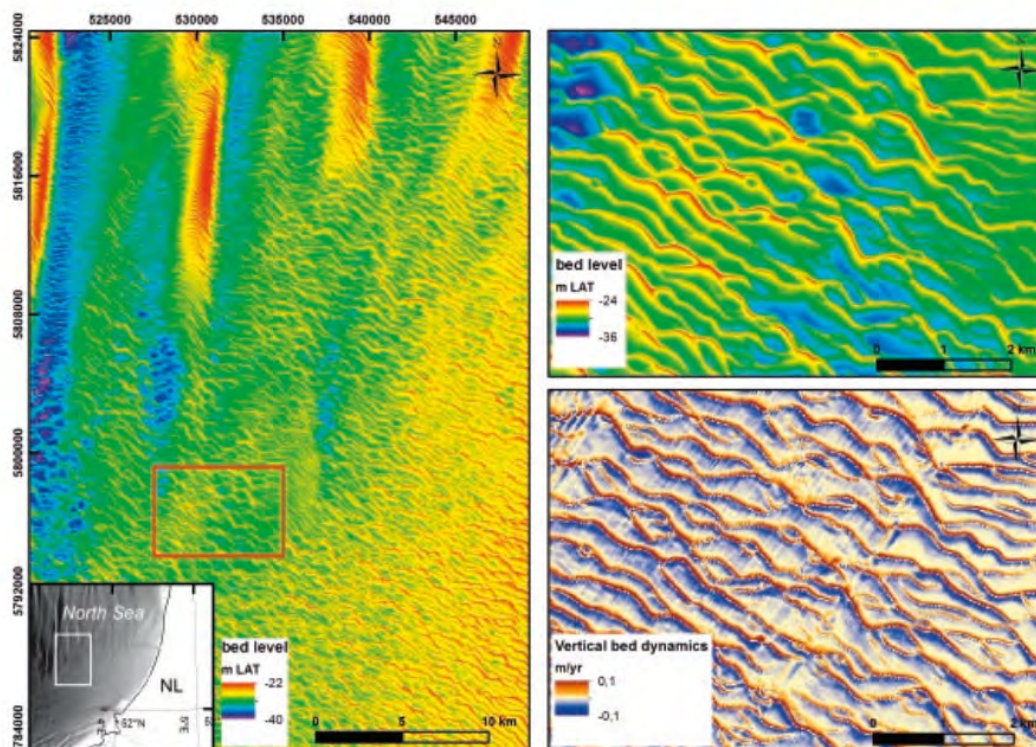 525000 530000 535000 540000 545000
5824000
5816000
5808000
5800000
5792000
5784000
North Sea
NL
52°N
bed level
m LAT
-22
-40
0 5 10 km
bed level
m LAT
-24
-36
0 1 2 km
Vertical bed dynamics
m/yr
0,1
-0,1
0 1 2 km